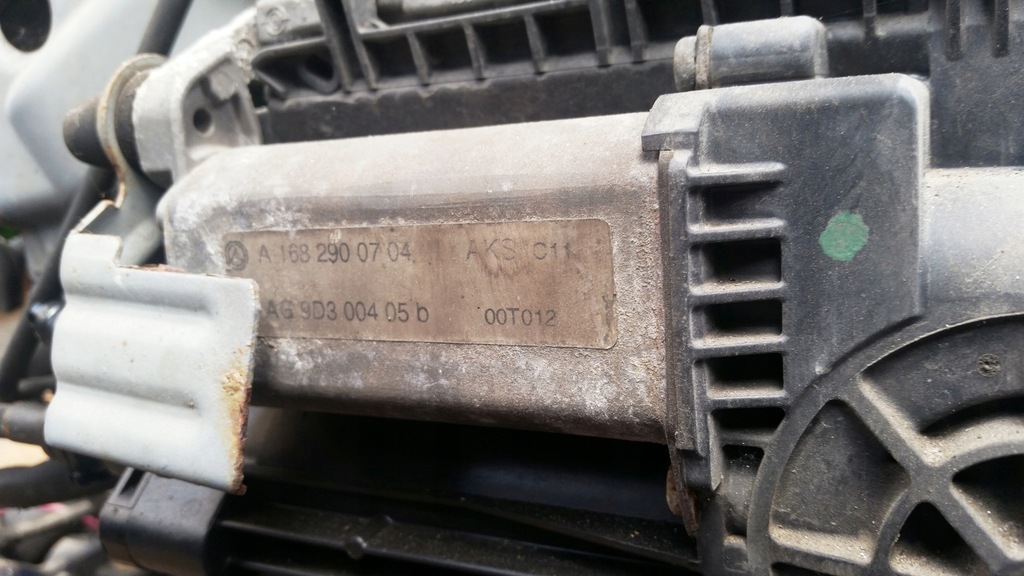 A 168 290 07 04 AKS C11
AG 9D3 004 05 b 00T012